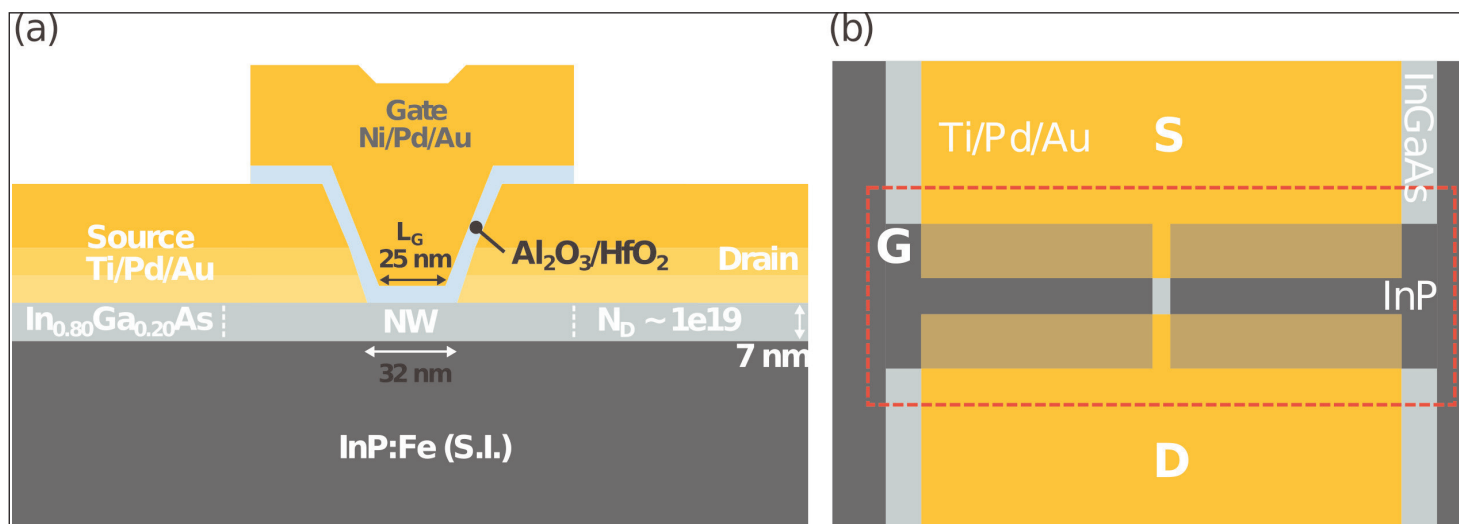 (a)
Gate
Ni/Pd/Au
L_G
25 nm
Al₂O₃/HfO₂
Source
Ti/Pd/Au
Drain
In₀.₈₀Ga₀.₂₀As
NW
N_D ~ 1e19
7 nm
32 nm
InP:Fe (S.I.)
(b)
Ti/Pd/Au
S
InGaAs
G
InP
D